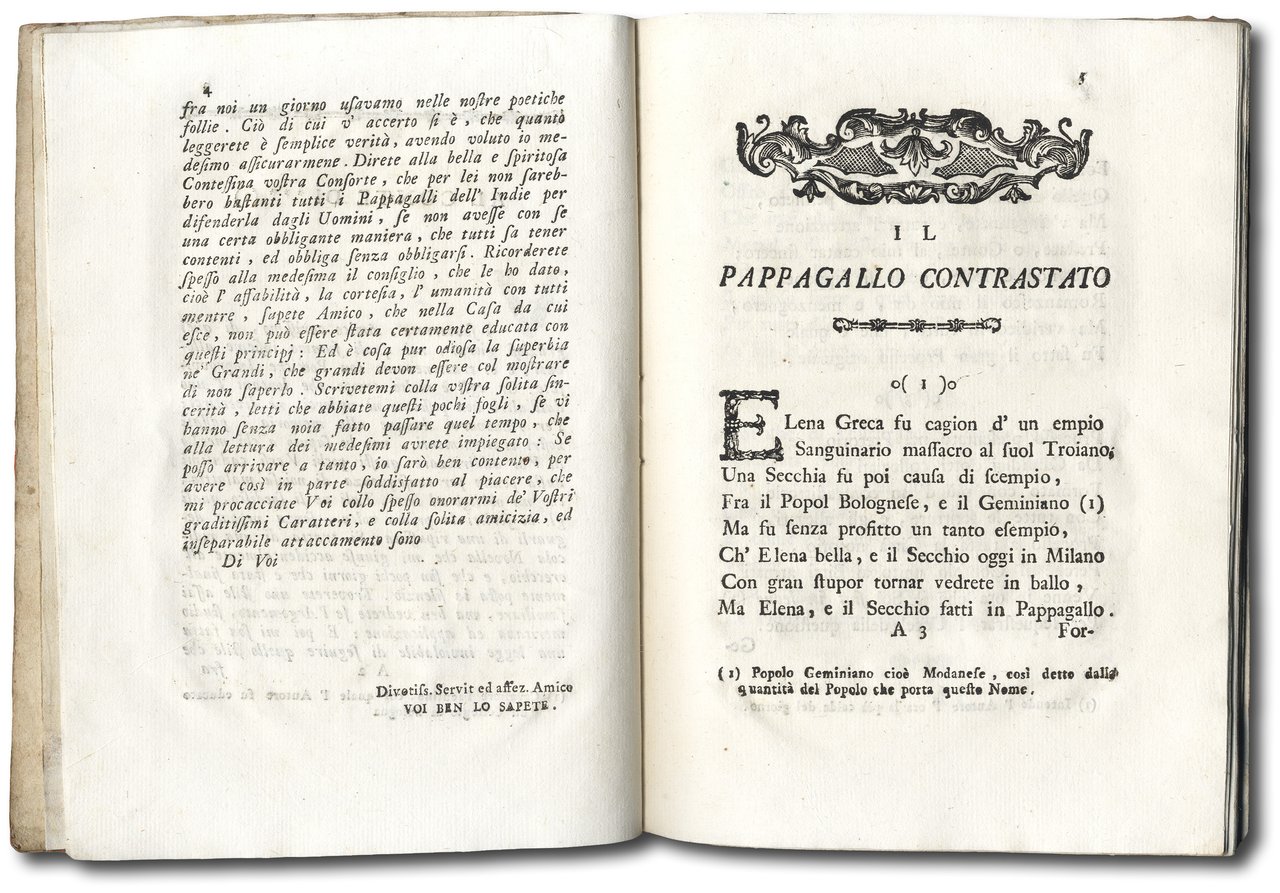 4
fra noi un giorno uſavamo nelle noſtre poetiche
follie. Ciò di cui v' accerto ſi è, che quanto
leggerete è ſemplice verità, avendo voluto io me-
deſimo aſſicurarmene. Direte alla bella e ſpiritoſa
Conteſſina voſtra Conſorte, che per lei non ſareb-
bero baſtanti tutti i Pappagalli dell' Indie per
difenderla dagli Uomini, ſe non aveſſe con ſe
una certa obbligante maniera, che tutti ſa tener
contenti, ed obbliga ſenza obbligarſi. Ricorderete
ſpeſſo alla medeſima il conſiglio, che le ho dato,
cioè l' affabilità, la corteſia, l' umanità con tutti
mentre, ſapete Amico, che nella Caſa da cui
eſce, non può eſſere ſtata certamente educata con
queſti principj: Ed è coſa pur odioſa la ſuperbia
ne' Grandi, che grandi devon eſſere col moſtrare
di non ſaperlo. Scrivetemi colla voſtra ſolita ſin-
cerità, letti che abbiate queſti pochi fogli, ſe vi
hanno ſenza noia fatto paſſare quel tempo, che
alla lettura dei medeſimi avrete impiegato: Se
poſſo arrivare a tanto, io ſarò ben contento, per
avere così in parte ſoddisfatto al piacere, che
mi procacciate Voi collo ſpeſſo onorarmi de' Voſtri
graditiſſimi Caratteri, e colla ſolita amicizia, ed
inſeparabile attaccamento ſono
Di Voi
Divotiſs. Servit ed affez. Amico
VOI BEN LO SAPETE.
5
IL
PAPPAGALLO CONTRASTATO
o( 1 )o
ELena Greca fu cagion d' un empio
Sanguinario maſſacro al ſuol Troiano;
Una Secchia fu poi cauſa di ſcempio,
Fra il Popol Bologneſe, e il Geminiano (1)
Ma fu ſenza profitto un tanto eſempio,
Ch' Elena bella, e il Secchio oggi in Milano
Con gran ſtupor tornar vedrete in ballo,
Ma Elena, e il Secchio fatti in Pappagallo.
A 3 For-
(1) Popolo Geminiano cioè Modaneſe, così detto dalla
quantità del Popolo che porta queſto Nome.